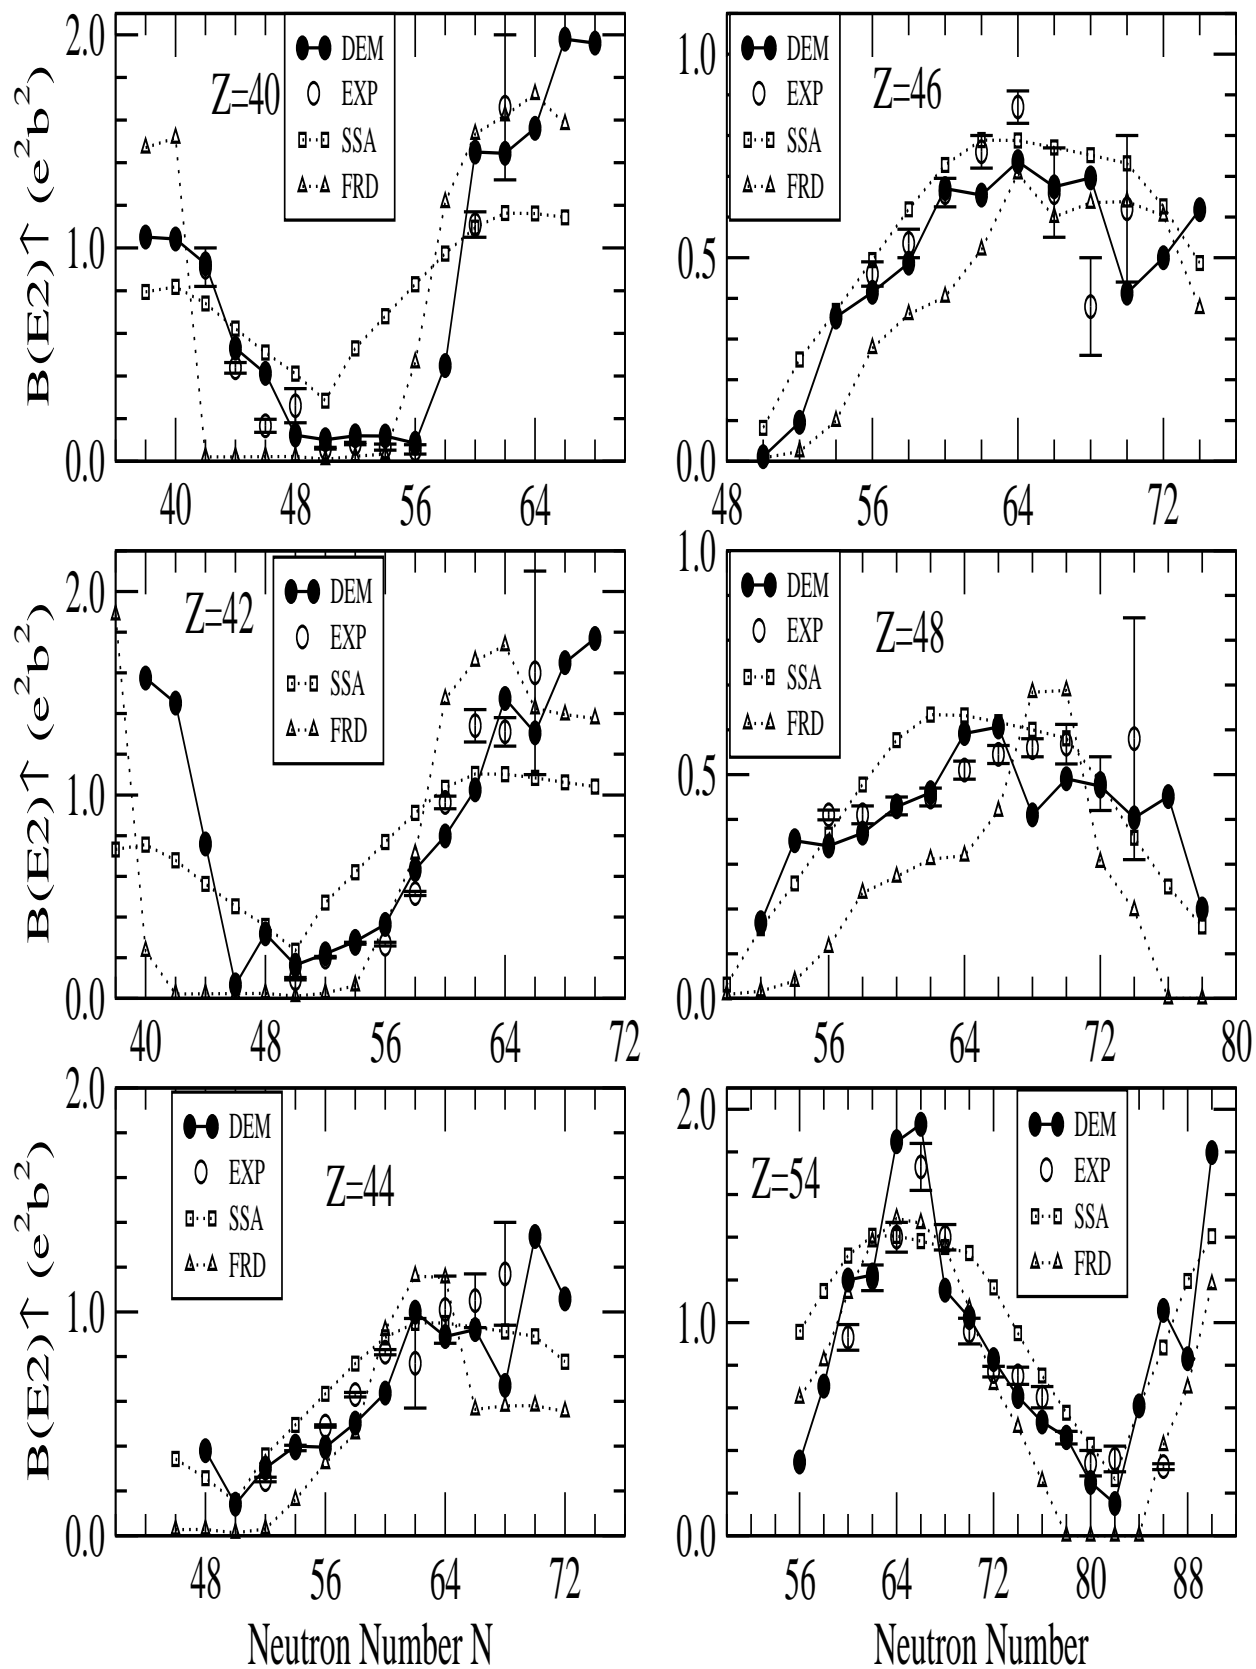 B(E2)↑ (e²b²)
2.0
1.0
0.0
Z=40
DEM
EXP
SSA
FRD
40
48
56
64
1.0
0.5
0.0
Z=46
DEM
EXP
SSA
FRD
48
56
64
72
B(E2)↑ (e²b²)
2.0
1.0
0.0
Z=42
DEM
EXP
SSA
FRD
40
48
56
64
72
1.0
0.5
0.0
Z=48
DEM
EXP
SSA
FRD
56
64
72
80
B(E2)↑ (e²b²)
2.0
1.0
0.0
Z=44
DEM
EXP
SSA
FRD
48
56
64
72
Neutron Number N
2.0
1.0
0.0
Z=54
DEM
EXP
SSA
FRD
56
64
72
80
88
Neutron Number